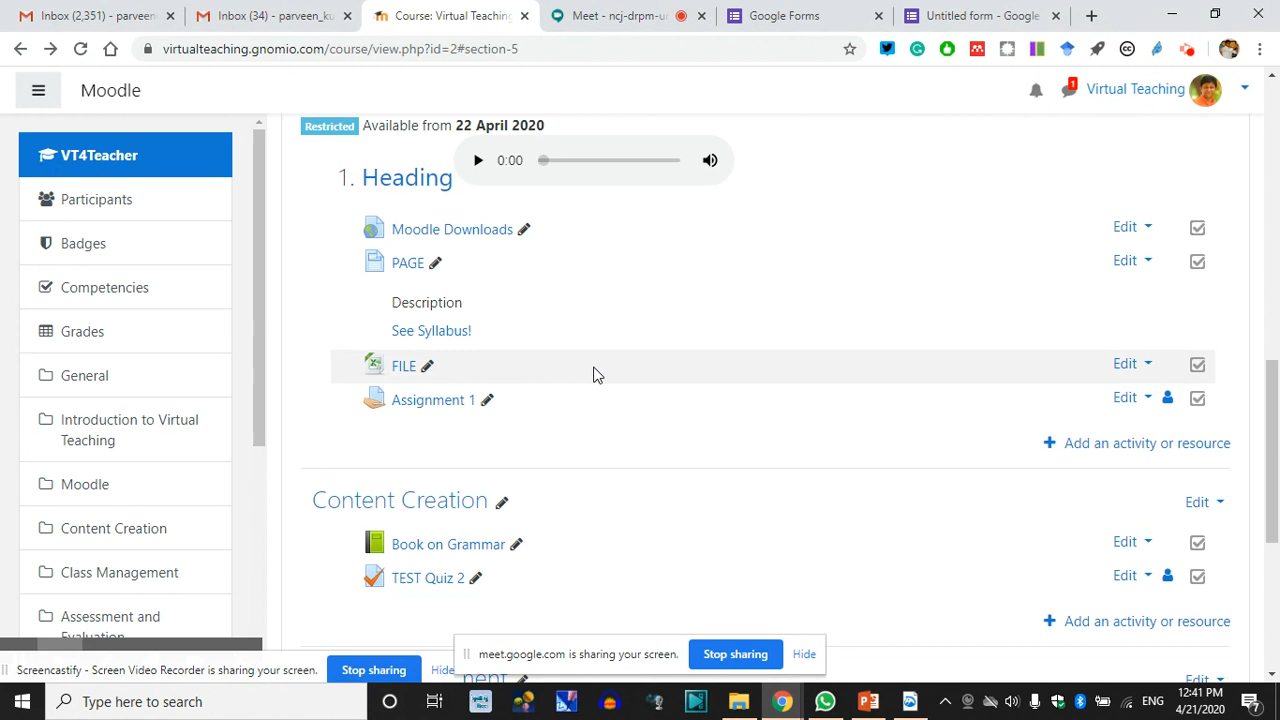 Inbox (2,351) - parveen
Inbox (34) - parveen_ku
Course: Virtual Teaching
Meet - ncj-drps-u
Google Forms
Untitled form - Google
virtualteaching.gnomio.com/course/view.php?id=2#section-5
Moodle
1
Virtual Teaching
Restricted Available from 22 April 2020
VT4Teacher
0:00
1. Heading
Participants
Moodle Downloads
Edit
Badges
PAGE
Edit
Competencies
Description
See Syllabus!
Grades
FILE
Edit
General
Assignment 1
Edit
Introduction to Virtual
Teaching
Add an activity or resource
Moodle
Content Creation
Edit
Content Creation
Book on Grammar
Edit
Class Management
TEST Quiz 2
Edit
Assessment and
Evaluation
Add an activity or resource
meet.google.com is sharing your screen.
Stop sharing
Hide
Screencastify - Screen Video Recorder is sharing your screen.
Stop sharing
Hide
Edit
Type here to search
ENG
12:41 PM
4/21/2020
7